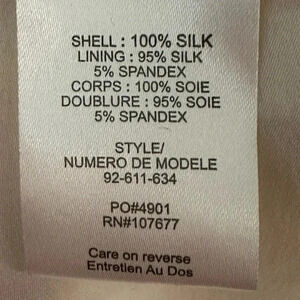 SHELL : 100% SILK
LINING : 95% SILK
5% SPANDEX
CORPS : 100% SOIE
DOUBLURE : 95% SOIE
5% SPANDEX
STYLE/
NUMERO DE MODELE
92-611-634
PO#4901
RN#107677
Care on reverse
Entretien Au Dos